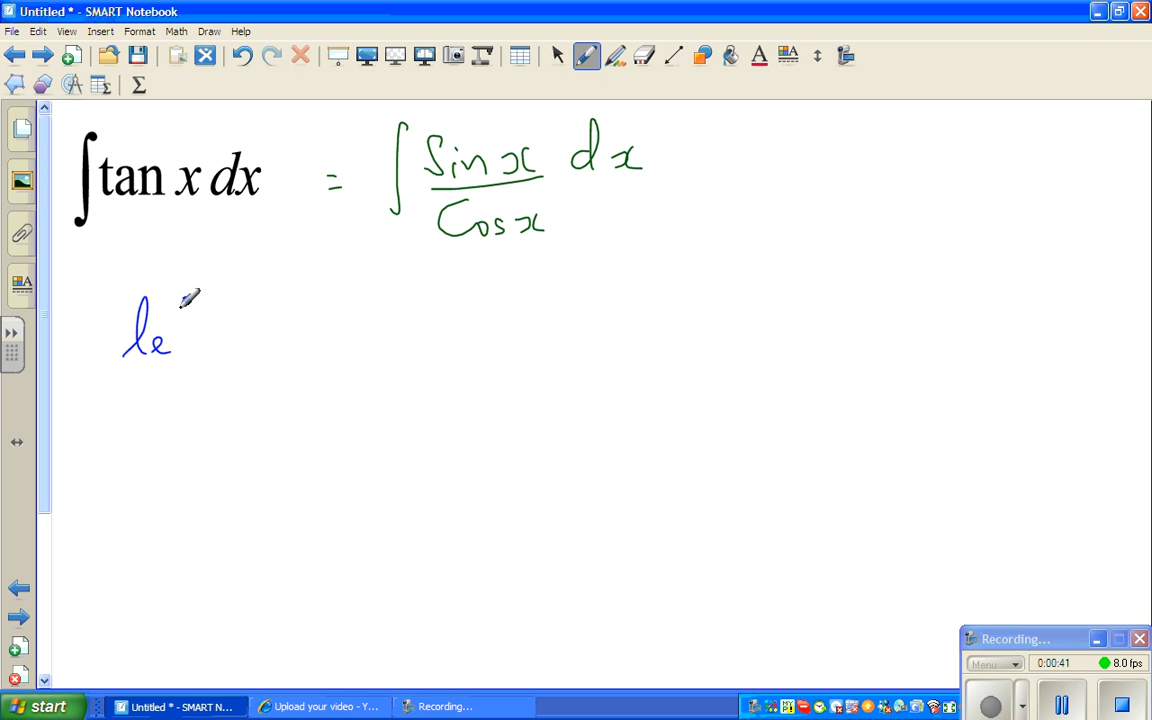 Untitled * - SMART Notebook
File Edit View Insert Format Math Draw Help
∫tan x dx = ∫ sin x / cos x dx
le
Recording...
Menu 0:00:41 8.0 fps
start Untitled * - SMART N... Upload your video - Y... Recording...